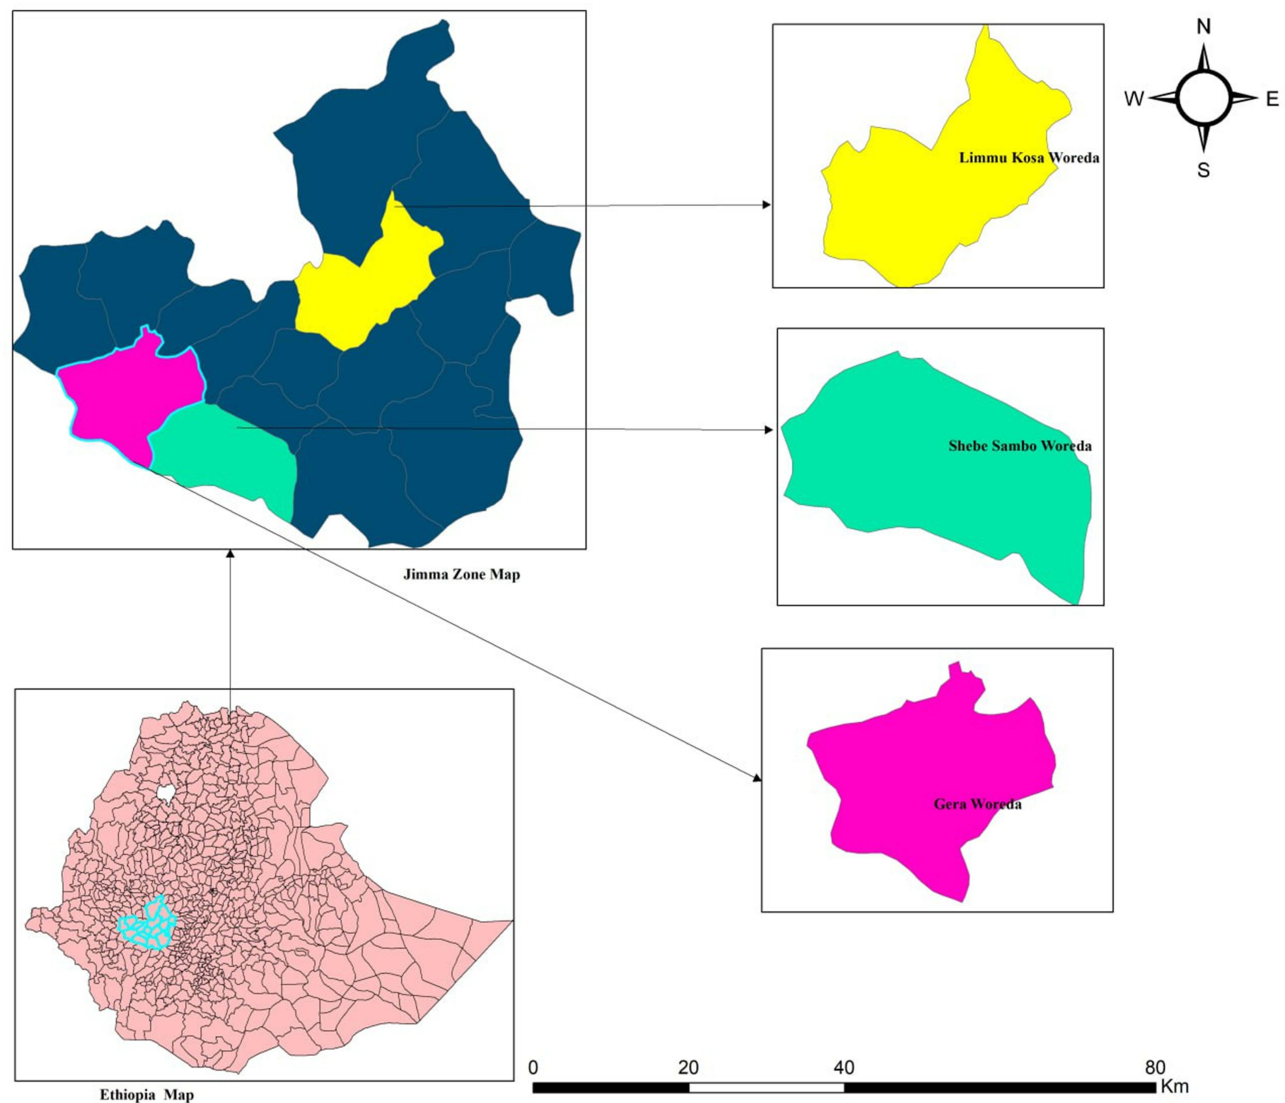 N
W E
S
Limmu Kosa Woreda
Shebe Sambo Woreda
Jimma Zone Map
Gera Woreda
0 20 40 80
Km
Ethiopia Map